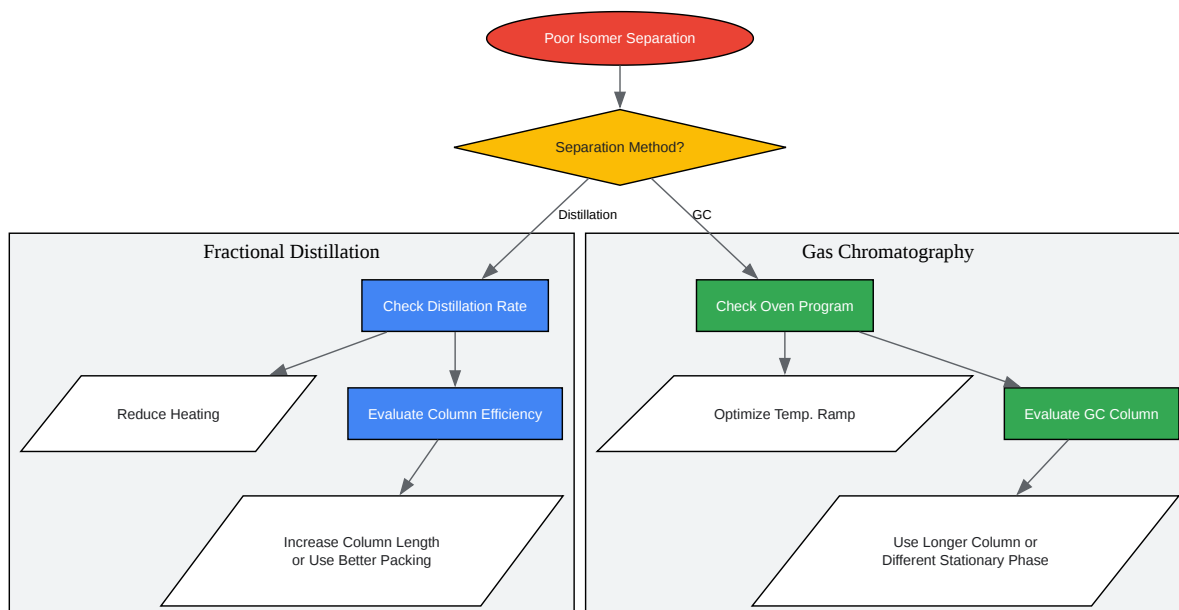 Poor Isomer Separation
Separation Method?
Distillation
GC
Fractional Distillation
Gas Chromatography
Check Distillation Rate
Check Oven Program
Reduce Heating
Evaluate Column Efficiency
Optimize Temp. Ramp
Evaluate GC Column
Increase Column Length
or Use Better Packing
Use Longer Column or
Different Stationary Phase